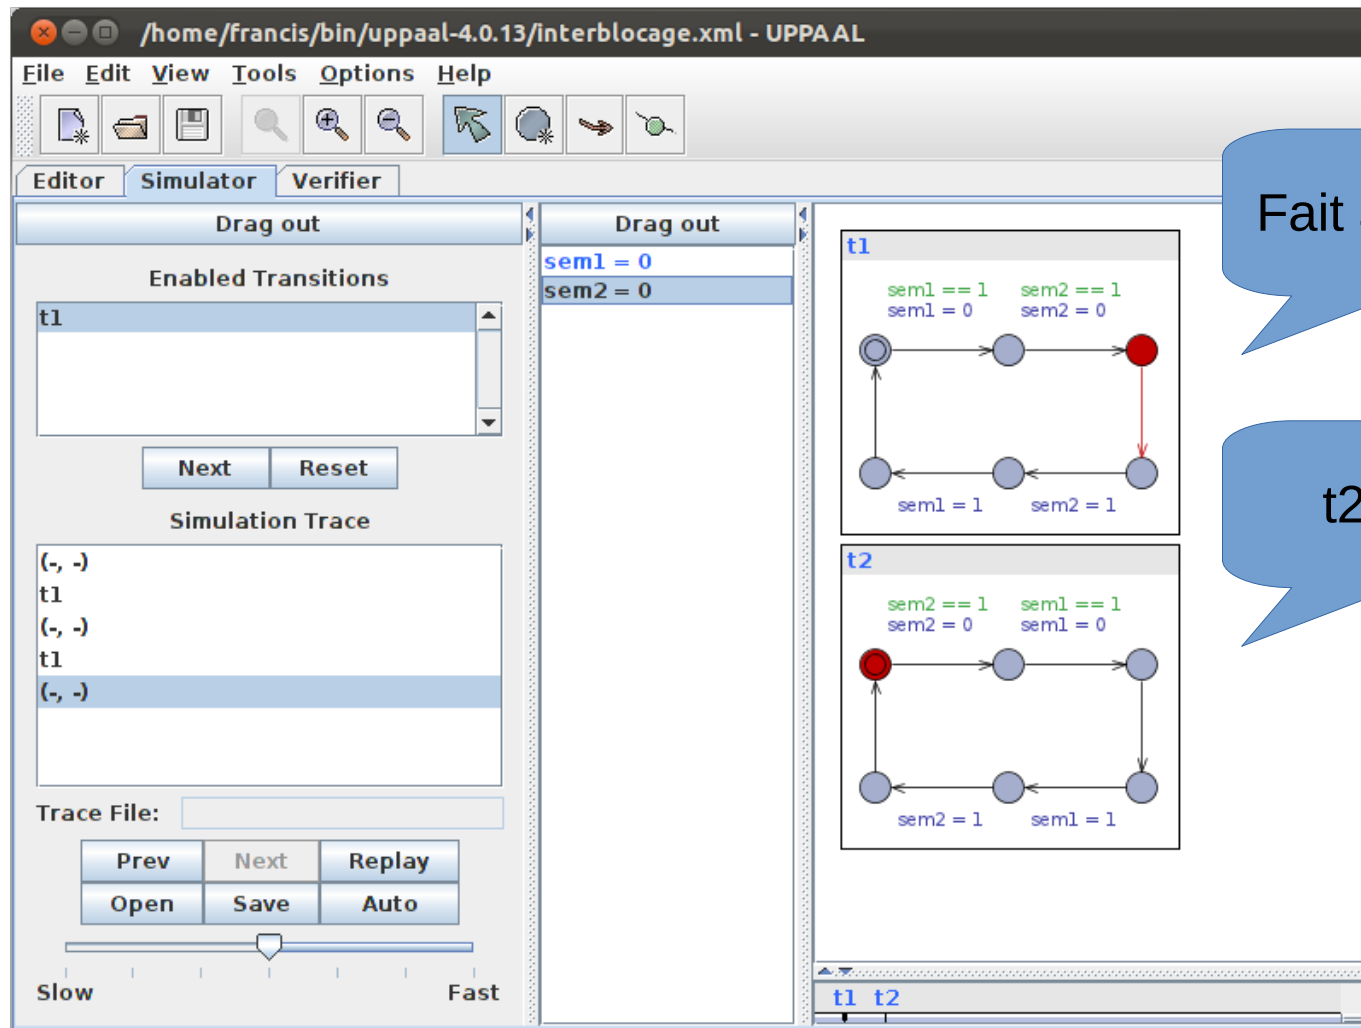 /home/francis/bin/uppaal-4.0.13/interblocage.xml - UPPAAL
File Edit View Tools Options Help
Editor Simulator Verifier
Drag out
Enabled Transitions
t1
Next Reset
Simulation Trace
(-, -)
t1
(-, -)
t1
(-, -)
Trace File:
Prev Next Replay
Open Save Auto
Slow Fast
Drag out
sem1 = 0
sem2 = 0
t1
sem1 == 1 sem2 == 1
sem1 = 0 sem2 = 0
sem1 = 1 sem2 = 1
t2
sem2 == 1 sem1 == 1
sem2 = 0 sem1 = 0
sem2 = 1 sem1 = 1
t1 t2
Fait
t2